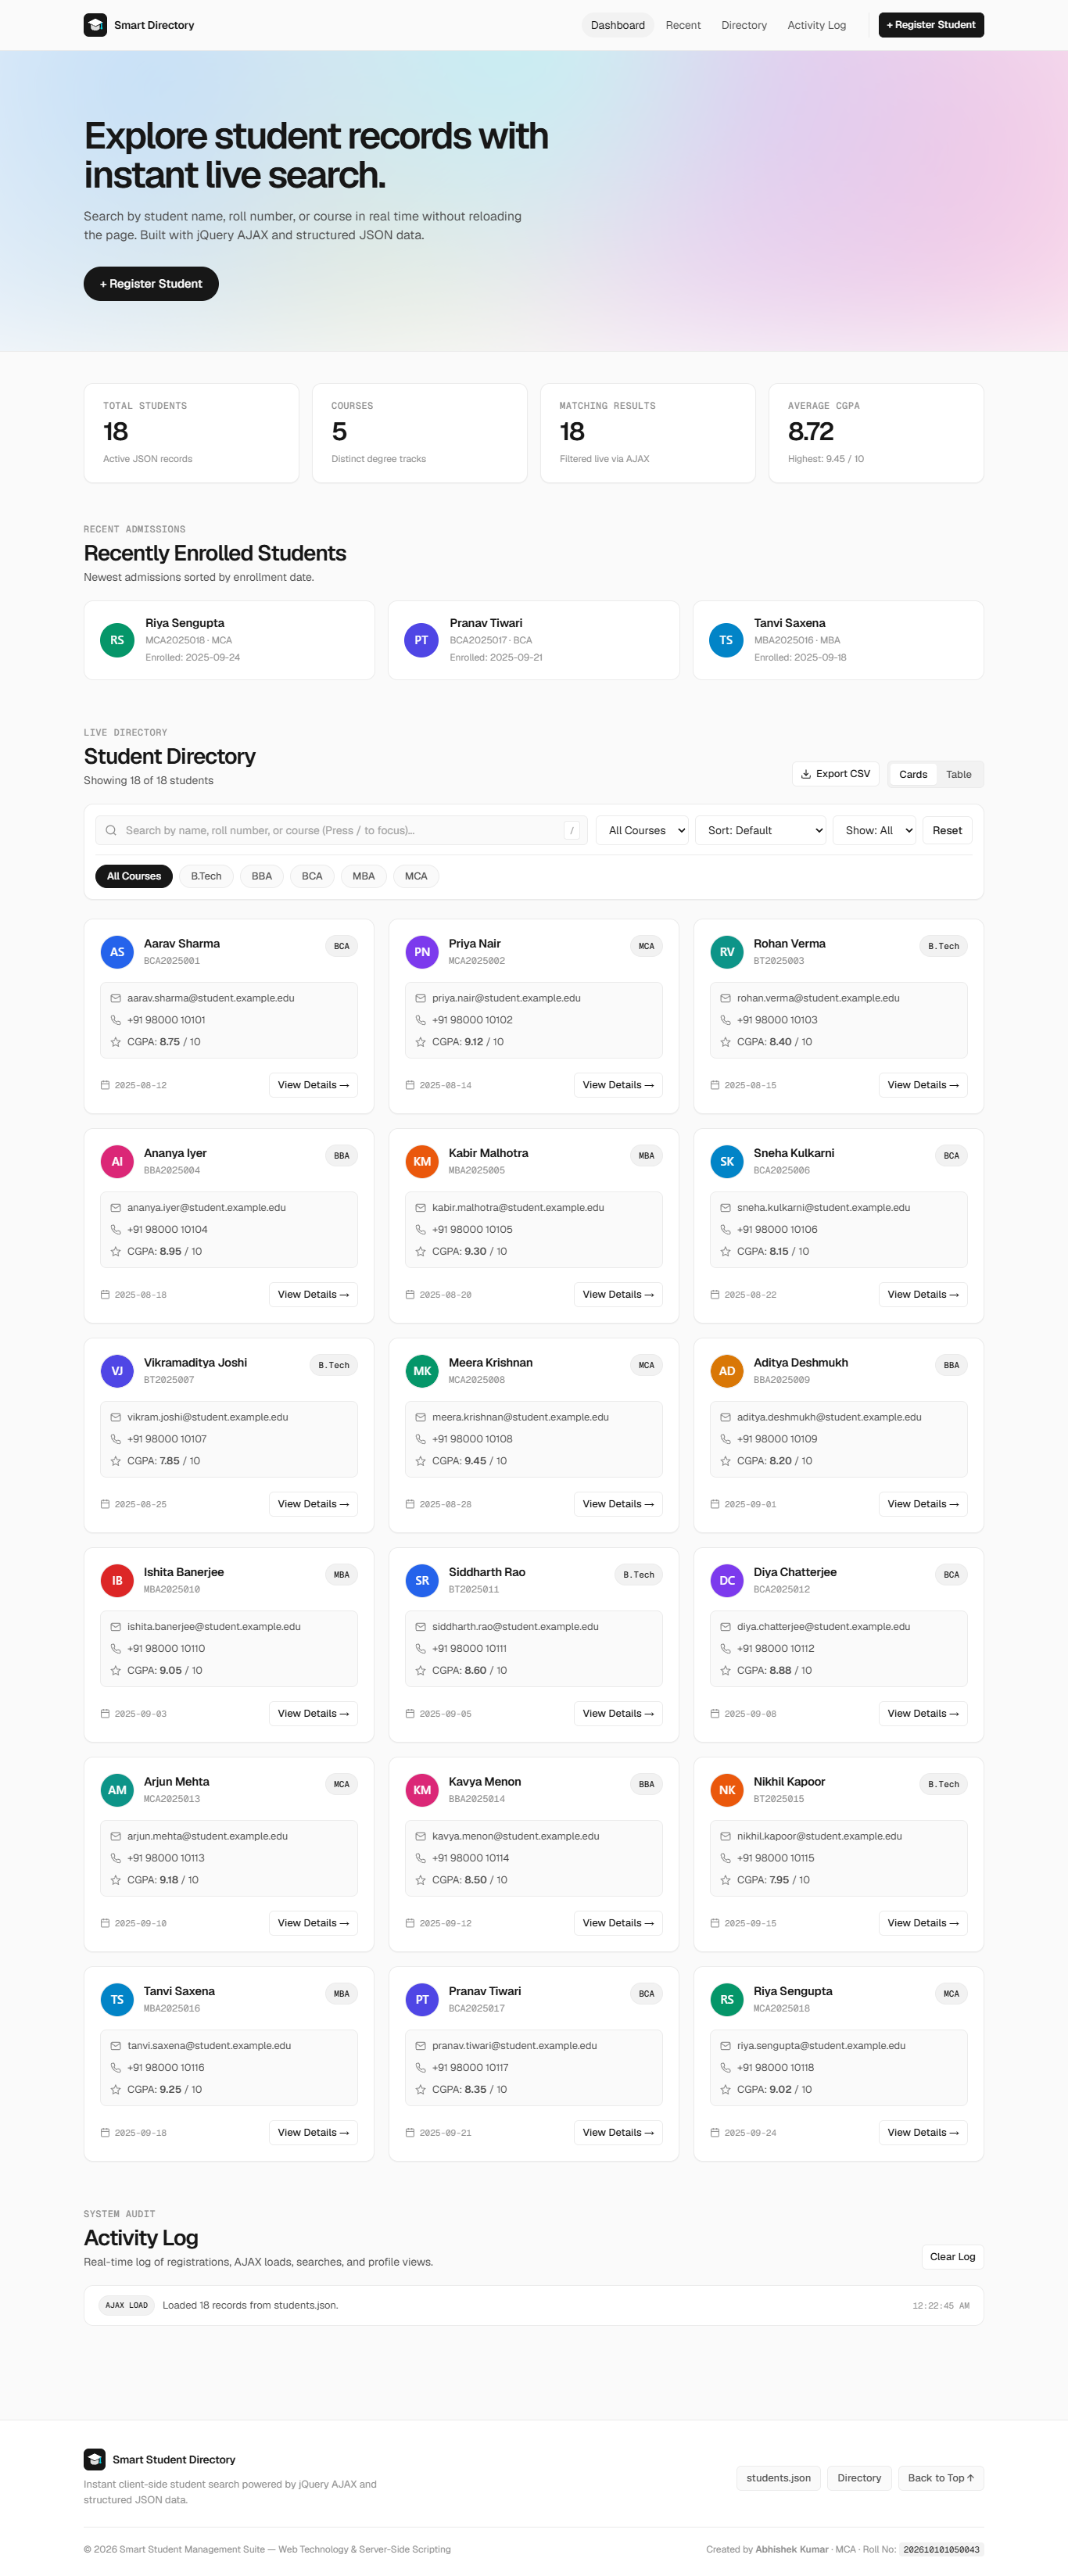 Smart Directory
Dashboard Recent Directory Activity Log + Register Student
Explore student records with
instant live search.
Search by student name, roll number, or course in real time without reloading
the page. Built with jQuery AJAX and structured JSON data.
+ Register Student
TOTAL STUDENTS
18
Active JSON records
COURSES
5
Distinct degree tracks
MATCHING RESULTS
18
Filtered live via AJAX
AVERAGE CGPA
8.72
Highest: 9.45 / 10
RECENT ADMISSIONS
Recently Enrolled Students
Newest admissions sorted by enrollment date.
RS
Riya Sengupta
MCA2025018 · MCA
Enrolled: 2025-09-24
PT
Pranav Tiwari
BCA2025017 · BCA
Enrolled: 2025-09-21
TS
Tanvi Saxena
MBA2025016 · MBA
Enrolled: 2025-09-18
LIVE DIRECTORY
Student Directory
Showing 18 of 18 students
Export CSV Cards Table
Search by name, roll number, or course (Press / to focus)... / All Courses Sort: Default Show: All Reset
All Courses B.Tech BBA BCA MBA MCA
AS Aarav Sharma BCA
BCA2025001
aarav.sharma@student.example.edu
+91 98000 10101
CGPA: 8.75 / 10
2025-08-12 View Details →
PN Priya Nair MCA
MCA2025002
priya.nair@student.example.edu
+91 98000 10102
CGPA: 9.12 / 10
2025-08-14 View Details →
RV Rohan Verma B.Tech
BT2025003
rohan.verma@student.example.edu
+91 98000 10103
CGPA: 8.40 / 10
2025-08-15 View Details →
AI Ananya Iyer BBA
BBA2025004
ananya.iyer@student.example.edu
+91 98000 10104
CGPA: 8.95 / 10
2025-08-18 View Details →
KM Kabir Malhotra MBA
MBA2025005
kabir.malhotra@student.example.edu
+91 98000 10105
CGPA: 9.30 / 10
2025-08-20 View Details →
SK Sneha Kulkarni BCA
BCA2025006
sneha.kulkarni@student.example.edu
+91 98000 10106
CGPA: 8.15 / 10
2025-08-22 View Details →
VJ Vikramaditya Joshi B.Tech
BT2025007
vikram.joshi@student.example.edu
+91 98000 10107
CGPA: 7.85 / 10
2025-08-25 View Details →
MK Meera Krishnan MCA
MCA2025008
meera.krishnan@student.example.edu
+91 98000 10108
CGPA: 9.45 / 10
2025-08-28 View Details →
AD Aditya Deshmukh BBA
BBA2025009
aditya.deshmukh@student.example.edu
+91 98000 10109
CGPA: 8.20 / 10
2025-09-01 View Details →
IB Ishita Banerjee MBA
MBA2025010
ishita.banerjee@student.example.edu
+91 98000 10110
CGPA: 9.05 / 10
2025-09-03 View Details →
SR Siddharth Rao B.Tech
BT2025011
siddharth.rao@student.example.edu
+91 98000 10111
CGPA: 8.60 / 10
2025-09-05 View Details →
DC Diya Chatterjee BCA
BCA2025012
diya.chatterjee@student.example.edu
+91 98000 10112
CGPA: 8.88 / 10
2025-09-08 View Details →
AM Arjun Mehta MCA
MCA2025013
arjun.mehta@student.example.edu
+91 98000 10113
CGPA: 9.18 / 10
2025-09-10 View Details →
KM Kavya Menon BBA
BBA2025014
kavya.menon@student.example.edu
+91 98000 10114
CGPA: 8.50 / 10
2025-09-12 View Details →
NK Nikhil Kapoor B.Tech
BT2025015
nikhil.kapoor@student.example.edu
+91 98000 10115
CGPA: 7.95 / 10
2025-09-15 View Details →
TS Tanvi Saxena MBA
MBA2025016
tanvi.saxena@student.example.edu
+91 98000 10116
CGPA: 9.25 / 10
2025-09-18 View Details →
PT Pranav Tiwari BCA
BCA2025017
pranav.tiwari@student.example.edu
+91 98000 10117
CGPA: 8.35 / 10
2025-09-21 View Details →
RS Riya Sengupta MCA
MCA2025018
riya.sengupta@student.example.edu
+91 98000 10118
CGPA: 9.02 / 10
2025-09-24 View Details →
SYSTEM AUDIT
Activity Log
Real-time log of registrations, AJAX loads, searches, and profile views.
Clear Log
AJAX LOAD Loaded 18 records from students.json. 12:22:45 AM
Smart Student Directory
Instant client-side student search powered by jQuery AJAX and
structured JSON data.
students.json Directory Back to Top ↑
© 2026 Smart Student Management Suite — Web Technology & Server-Side Scripting
Created by Abhishek Kumar · MCA · Roll No: 202610101050043